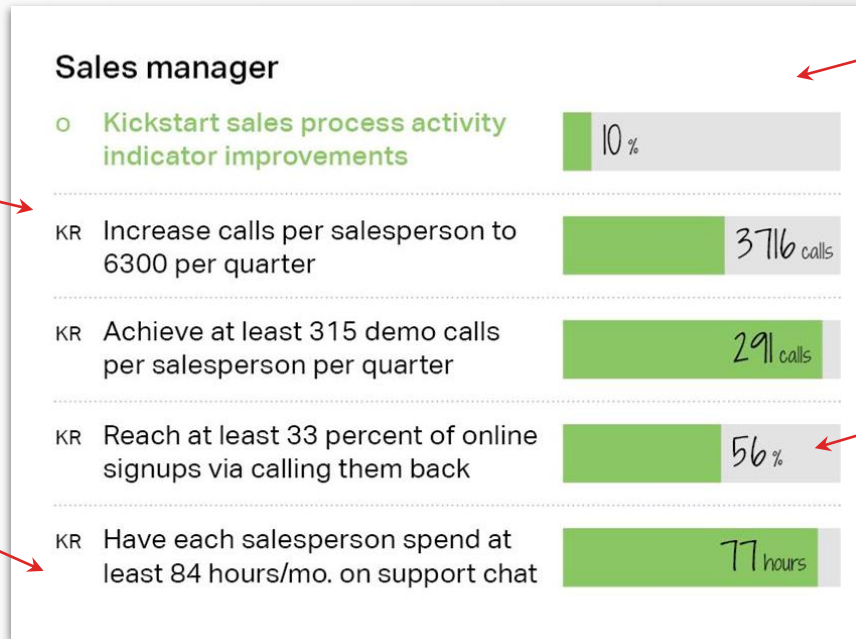 Sales manager
O Kickstart sales process activity
indicator improvements
10 %
KR Increase calls per salesperson to
6300 per quarter
3716 calls
KR Achieve at least 315 demo calls
per salesperson per quarter
291 calls
KR Reach at least 33 percent of online
signups via calling them back
56 %
KR Have each salesperson spend at
least 84 hours/mo. on support chat
77 hours